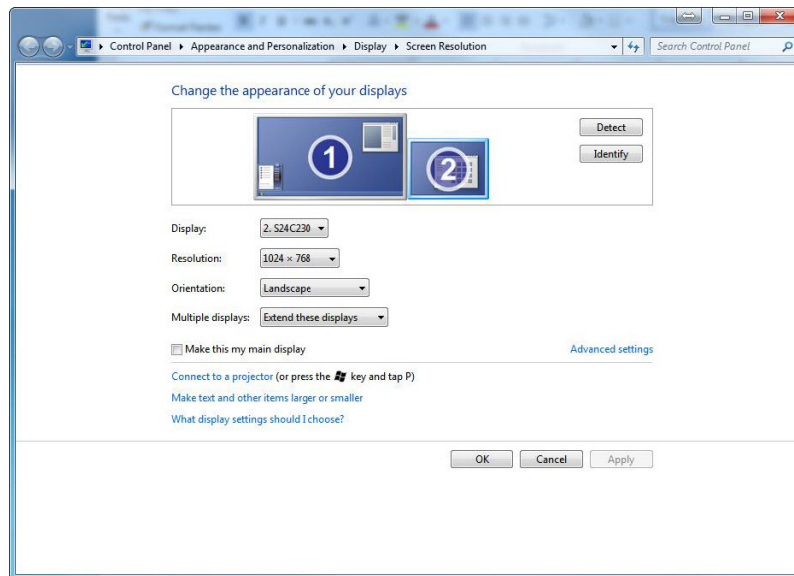 Control Panel ▸ Appearance and Personalization ▸ Display ▸ Screen Resolution
Search Control Panel
Change the appearance of your displays
1
2
Detect
Identify
Display: 2. S24C230
Resolution: 1024 × 768
Orientation: Landscape
Multiple displays: Extend these displays
Make this my main display
Advanced settings
Connect to a projector (or press the key and tap P)
Make text and other items larger or smaller
What display settings should I choose?
OK Cancel Apply